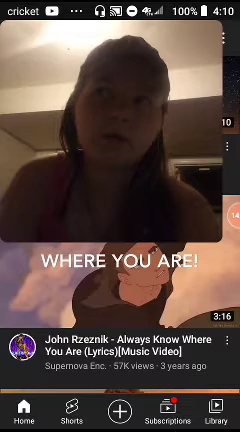 cricket 4G 100% 4:10
10
14
WHERE YOU ARE!
3:16
John Rzeznik - Always Know Where
You Are (Lyrics)[Music Video]
Supernova Enc. · 57K views · 3 years ago
Home Shorts Subscriptions Library